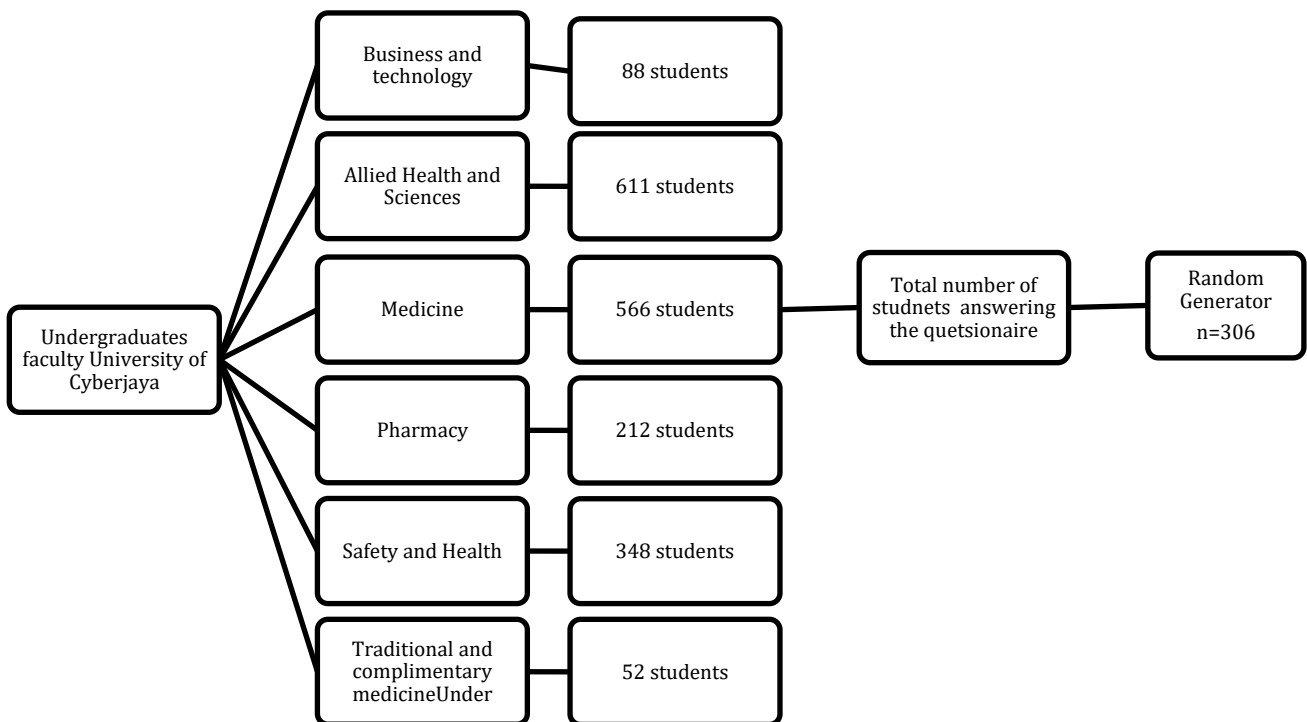 Undergraduates
faculty University of
Cyberjaya
Business and
technology
88 students
Allied Health and
Sciences
611 students
Medicine
566 students
Pharmacy
212 students
Safety and Health
348 students
Traditional and
complimentary
medicineUnder
52 students
Total number of
studnets answering
the quetsionaire
Random
Generator
n=306